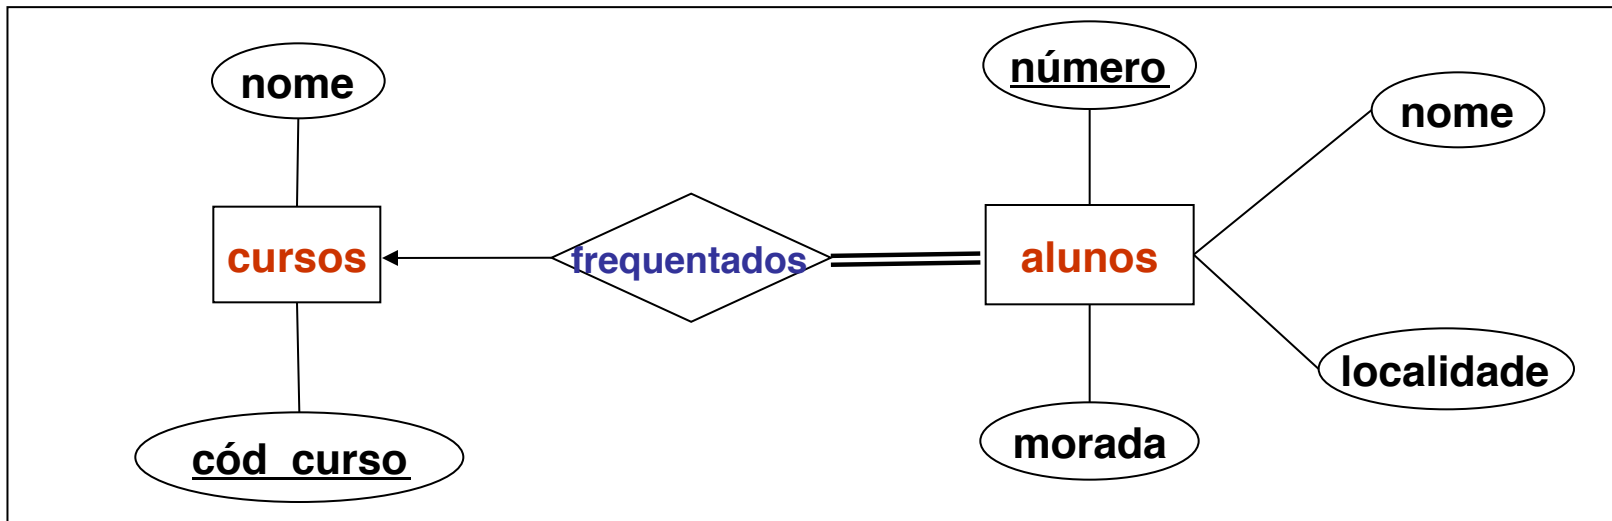 número
nome
nome
cursos
frequentados
alunos
localidade
morada
cód_curso